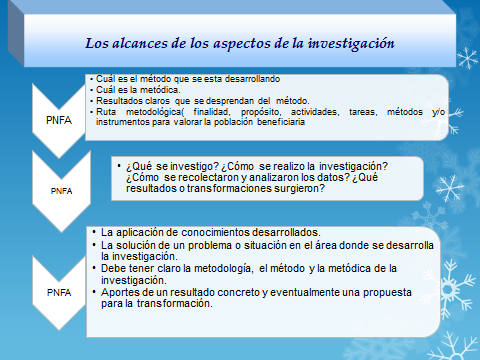 Los alcances de los aspectos de la investigación
• Cuál es el método que se esta desarrollando
• Cuál es la metódica.
• Resultados claros que se desprendan del método.
• Ruta metodológica( finalidad, propósito, actividades, tareas, métodos y/o
instrumentos para valorar la población beneficiaria
PNFA
• ¿Qué se investigo? ¿Cómo se realizo la investigación?
¿Cómo se recolectaron y analizaron los datos? ¿Qué
resultados o transformaciones surgieron?
PNFA
• La aplicación de conocimientos desarrollados.
• La solución de un problema o situación en el área donde se desarrolla
la investigación.
• Debe tener claro la metodología, el método y la metódica de la
investigación.
• Aportes de un resultado concreto y eventualmente una propuesta
para la transformación.
PNFA